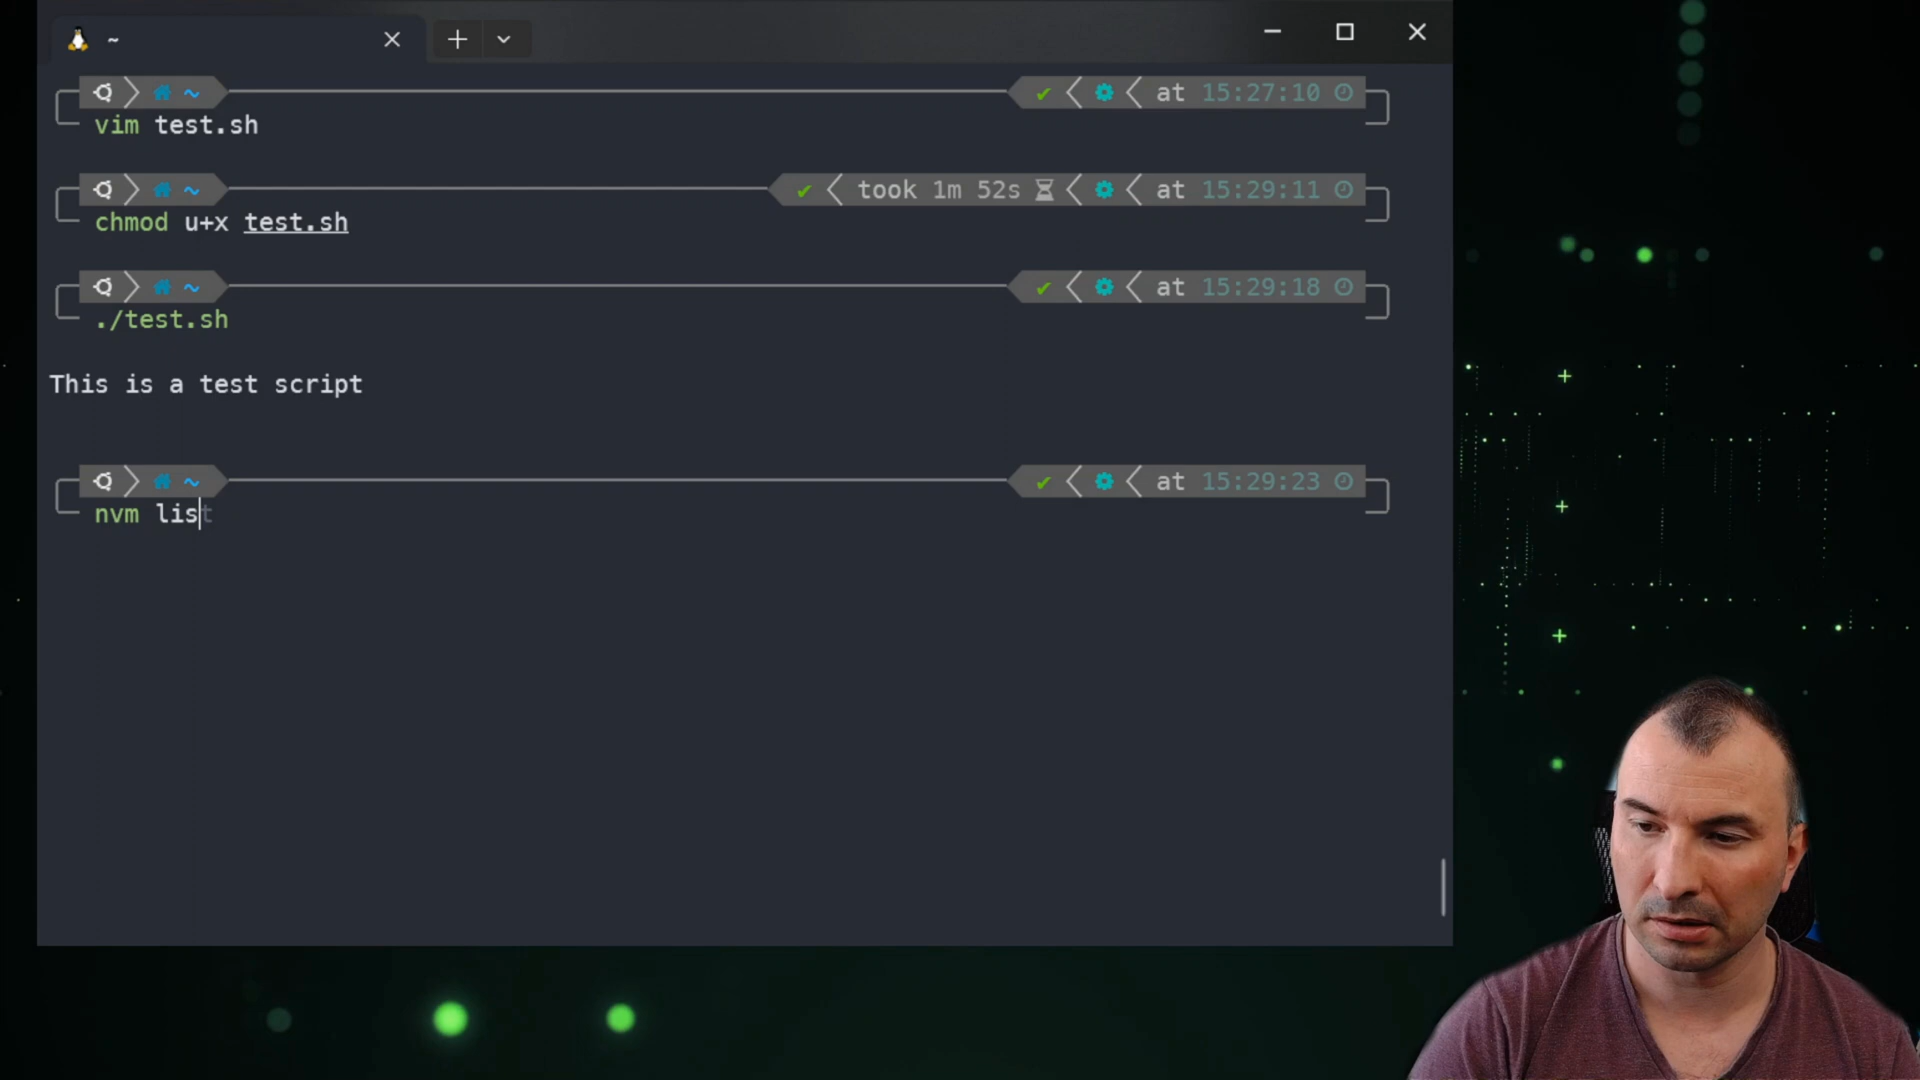 ~
~ at 15:27:10
vim test.sh
~ took 1m 52s at 15:29:11
chmod u+x test.sh
~ at 15:29:18
./test.sh
This is a test script
~ at 15:29:23
nvm list